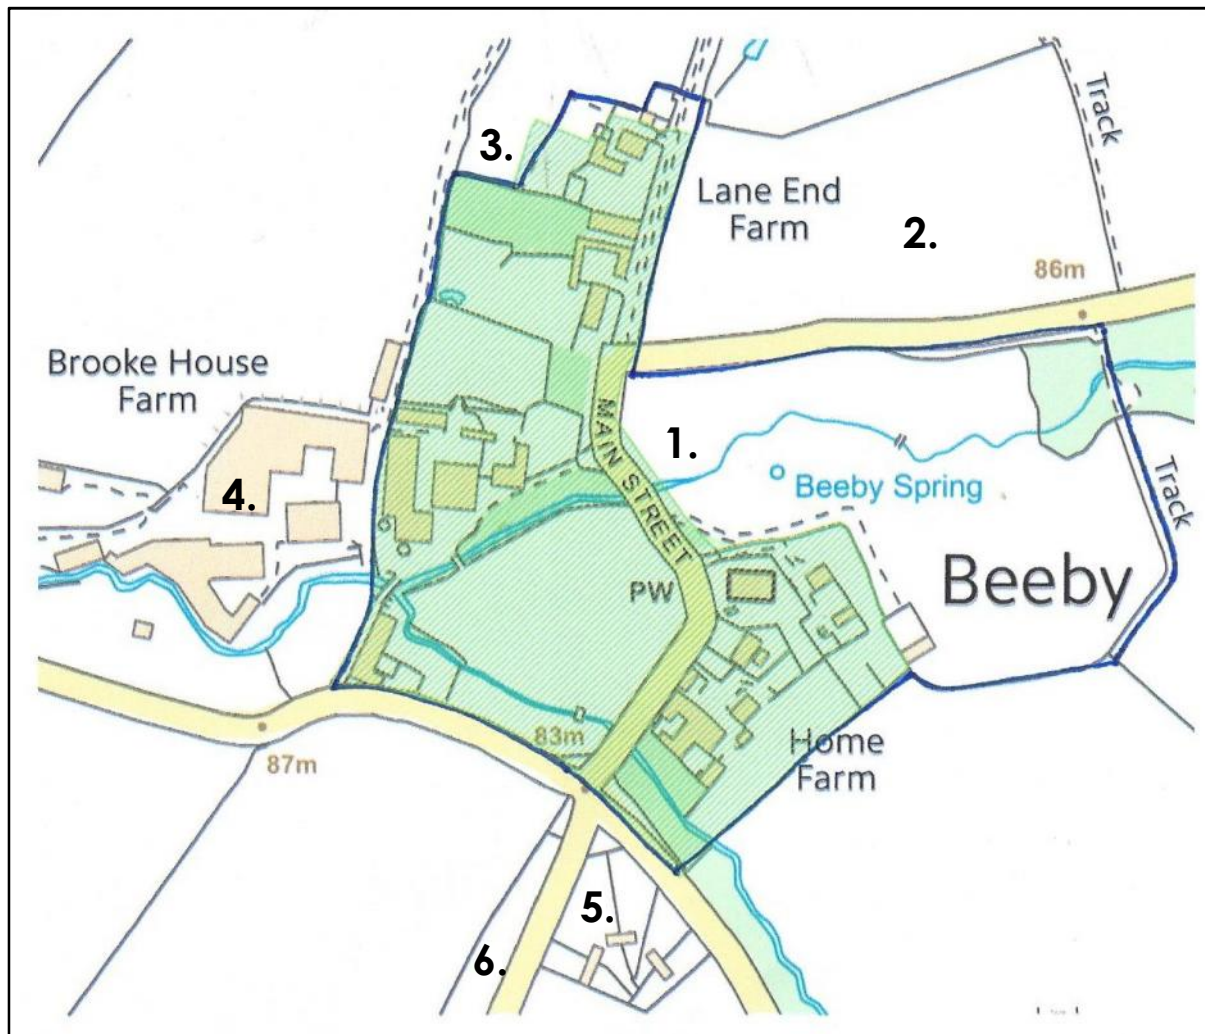 Track
3.
Lane End
Farm
2.
86m
Brooke House
Farm
MAIN STREET
1.
Beeby Spring
Track
4.
Beeby
PW
83m
Home
Farm
87m
5.
6.